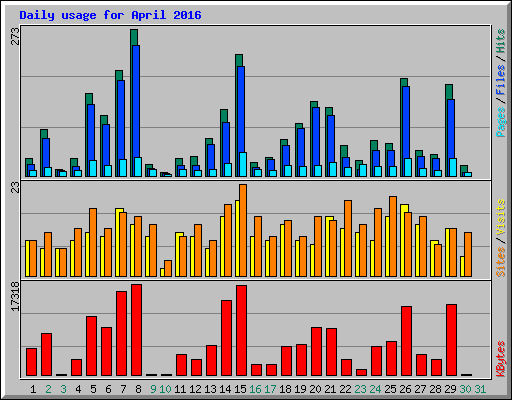 Daily usage for April 2016
273
Pages / Files / Hits
23
Sites / Visits
17318
KBytes
1 2 3 4 5 6 7 8 9 10 11 12 13 14 15 16 17 18 19 20 21 22 23 24 25 26 27 28 29 30 31